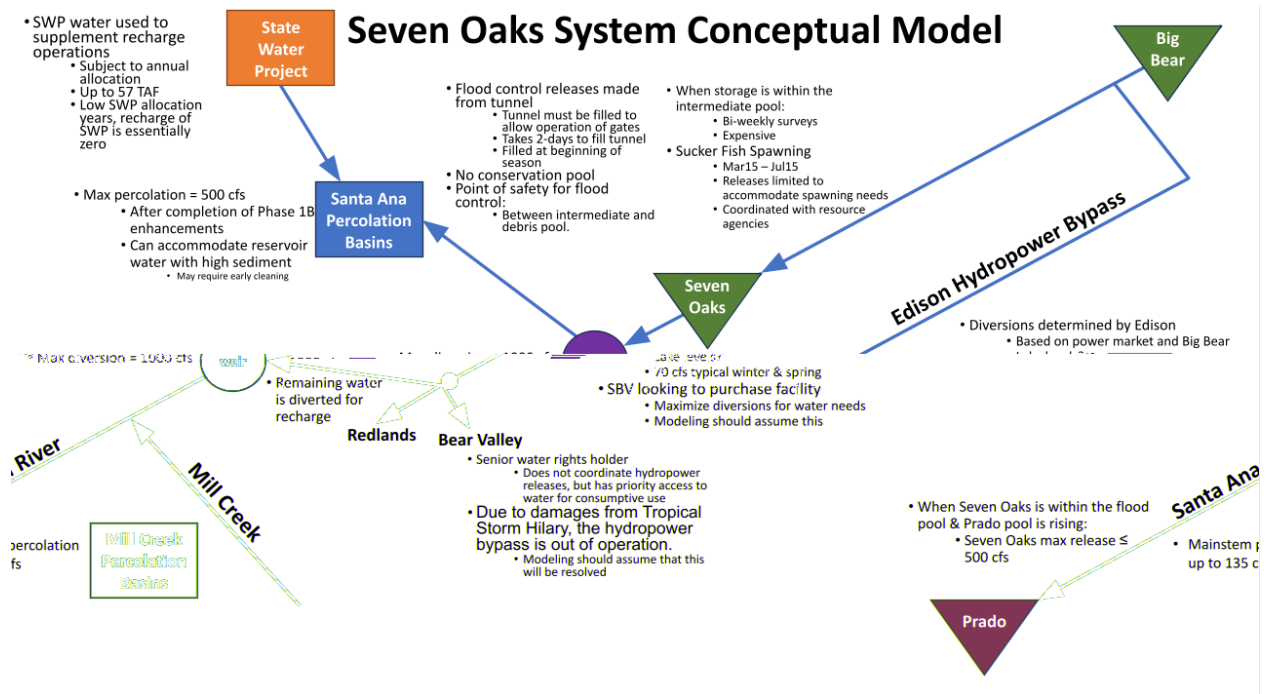 Seven Oaks System Conceptual Model
• SWP water used to
supplement recharge
operations
• Subject to annual
allocation
• Up to 57 TAF
• Low SWP allocation
years, recharge of
SWP is essentially
zero
State
Water
Project
Big
Bear
• Flood control releases made
from tunnel
• Tunnel must be filled to
allow operation of gates
• Takes 2-days to fill tunnel
• Filled at beginning of
season
• No conservation pool
• Point of safety for flood
control:
• Between intermediate and
debris pool.
• When storage is within the
intermediate pool:
• Bi-weekly surveys
• Expensive
• Sucker Fish Spawning
• Mar15 – Jul15
• Releases limited to
accommodate spawning needs
• Coordinated with resource
agencies
• Max percolation = 500 cfs
• After completion of Phase 1B
enhancements
• Can accommodate reservoir
water with high sediment
• May require early cleaning
Santa Ana
Percolation
Basins
Seven
Oaks
Edison Hydropower Bypass
• Diversions determined by Edison
• Based on power market and Big Bear
• Max diversion = 1000 cfs
weir
• Remaining water
is diverted for
recharge
• 70 cfs typical winter & spring
• SBV looking to purchase facility
• Maximize diversions for water needs
• Modeling should assume this
Redlands
Bear Valley
• Senior water rights holder
• Does not coordinate hydropower
releases, but has priority access to
water for consumptive use
• Due to damages from Tropical
Storm Hilary, the hydropower
bypass is out of operation.
• Modeling should assume that this
will be resolved
River
Mill Creek
percolation
fs
Mill Creek
Percolation
Basins
• When Seven Oaks is within the flood
pool & Prado pool is rising:
• Seven Oaks max release ≤
500 cfs
Santa Ana
• Mainstem
up to 135
Prado